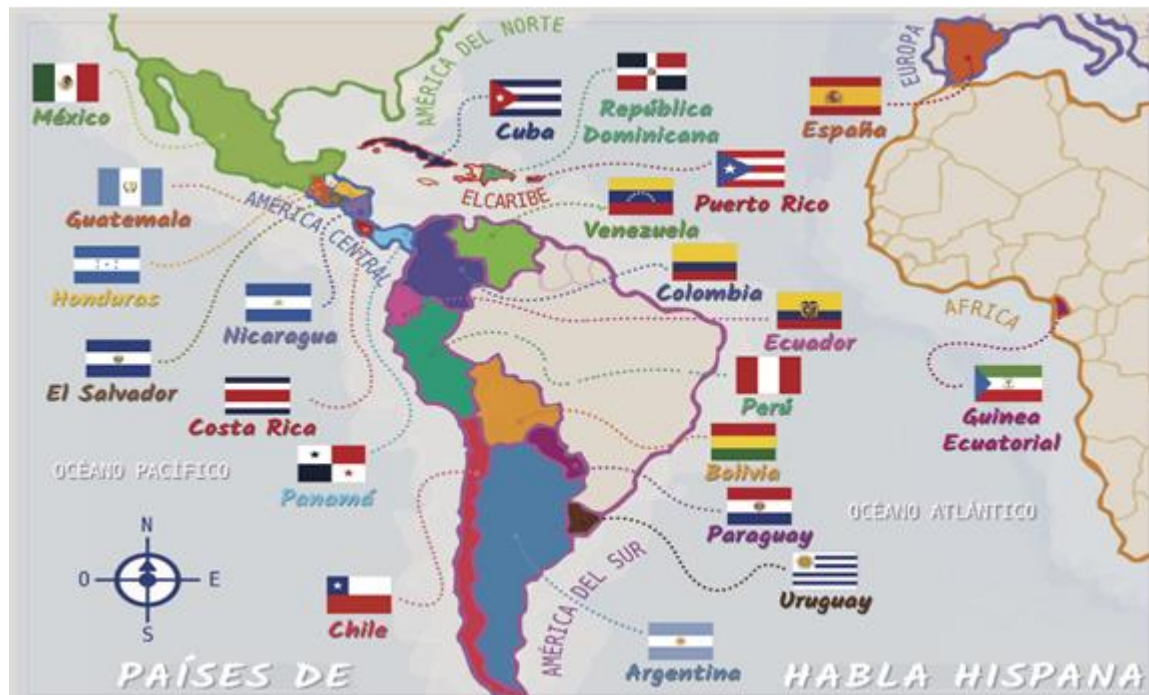 AMÉRICA DEL NORTE
EUROPA
México
Cuba
República
Dominicana
España
Guatemala
AMÉRICA CENTRAL
EL CARIBE
Puerto Rico
Venezuela
Honduras
Nicaragua
Colombia
Ecuador
AFRICA
El Salvador
Costa Rica
Perú
Guinea
Ecuatorial
OCÉANO PACÍFICO
Panamá
Bolivia
OCÉANO ATLÁNTICO
Paraguay
N
O
E
S
AMÉRICA DEL SUR
Uruguay
Chile
Argentina
PAÍSES DE HABLA HISPANA